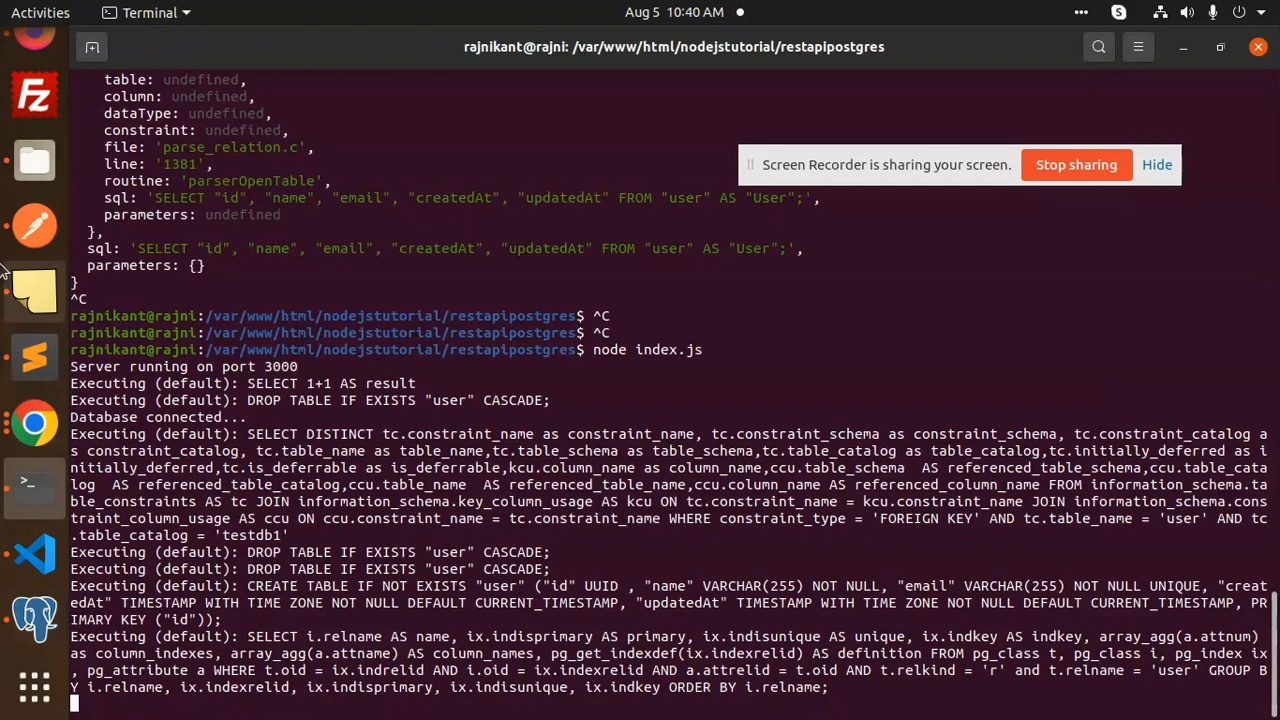 Activities
Terminal
Aug 5 10:40 AM
rajnikant@rajni: /var/www/html/nodejstutorial/restapipostgres
table: undefined,
column: undefined,
dataType: undefined,
constraint: undefined,
file: 'parse_relation.c',
line: '1381',
routine: 'parserOpenTable',
sql: 'SELECT "id", "name", "email", "createdAt", "updatedAt" FROM "user" AS "User";',
parameters: undefined
},
sql: 'SELECT "id", "name", "email", "createdAt", "updatedAt" FROM "user" AS "User";',
parameters: {}
}
^C
rajnikant@rajni:/var/www/html/nodejstutorial/restapipostgres$ ^C
rajnikant@rajni:/var/www/html/nodejstutorial/restapipostgres$ ^C
rajnikant@rajni:/var/www/html/nodejstutorial/restapipostgres$ node index.js
Server running on port 3000
Executing (default): SELECT 1+1 AS result
Executing (default): DROP TABLE IF EXISTS "user" CASCADE;
Database connected...
Executing (default): SELECT DISTINCT tc.constraint_name as constraint_name, tc.constraint_schema as constraint_schema, tc.constraint_catalog a
s constraint_catalog, tc.table_name as table_name,tc.table_schema as table_schema,tc.table_catalog as table_catalog,tc.initially_deferred as i
nitially_deferred,tc.is_deferrable as is_deferrable,kcu.column_name as column_name,ccu.table_schema  AS referenced_table_schema,ccu.table_cata
log  AS referenced_table_catalog,ccu.table_name  AS referenced_table_name,ccu.column_name AS referenced_column_name FROM information_schema.ta
ble_constraints AS tc JOIN information_schema.key_column_usage AS kcu ON tc.constraint_name = kcu.constraint_name JOIN information_schema.cons
traint_column_usage AS ccu ON ccu.constraint_name = tc.constraint_name WHERE constraint_type = 'FOREIGN KEY' AND tc.table_name = 'user' AND tc
.table_catalog = 'testdb1'
Executing (default): DROP TABLE IF EXISTS "user" CASCADE;
Executing (default): DROP TABLE IF EXISTS "user" CASCADE;
Executing (default): CREATE TABLE IF NOT EXISTS "user" ("id" UUID , "name" VARCHAR(255) NOT NULL, "email" VARCHAR(255) NOT NULL UNIQUE, "creat
edAt" TIMESTAMP WITH TIME ZONE NOT NULL DEFAULT CURRENT_TIMESTAMP, "updatedAt" TIMESTAMP WITH TIME ZONE NOT NULL DEFAULT CURRENT_TIMESTAMP, PR
IMARY KEY ("id"));
Executing (default): SELECT i.relname AS name, ix.indisprimary AS primary, ix.indisunique AS unique, ix.indkey AS indkey, array_agg(a.attnum)
as column_indexes, array_agg(a.attname) AS column_names, pg_get_indexdef(ix.indexrelid) AS definition FROM pg_class t, pg_class i, pg_index ix
, pg_attribute a WHERE t.oid = ix.indrelid AND i.oid = ix.indexrelid AND a.attrelid = t.oid AND t.relkind = 'r' and t.relname = 'user' GROUP B
Y i.relname, ix.indexrelid, ix.indisprimary, ix.indisunique, ix.indkey ORDER BY i.relname;
Screen Recorder is sharing your screen.
Stop sharing
Hide
Fz
S
>_